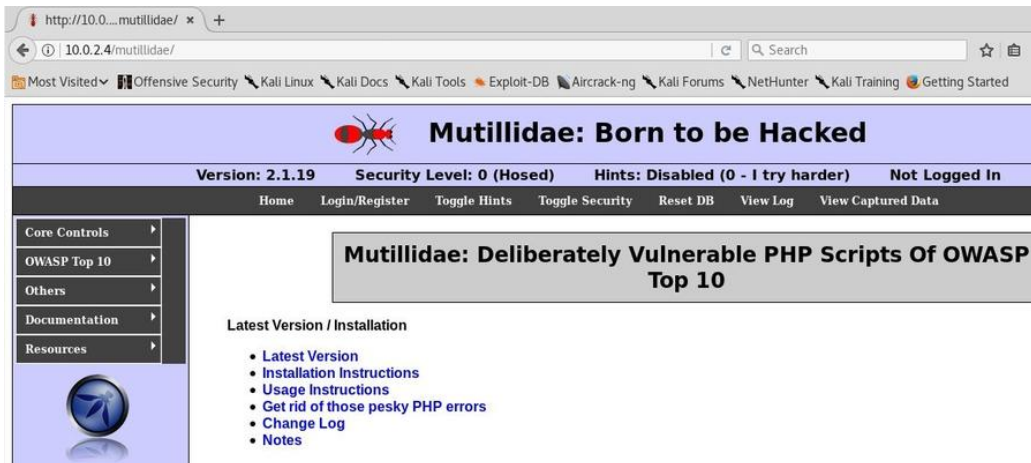 http://10.0....mutillidae/ × +
10.0.2.4/mutillidae/ Search
Most Visited Offensive Security Kali Linux Kali Docs Kali Tools Exploit-DB Aircrack-ng Kali Forums NetHunter Kali Training Getting Started
Mutillidae: Born to be Hacked
Version: 2.1.19 Security Level: 0 (Hosed) Hints: Disabled (0 - I try harder) Not Logged In
Home Login/Register Toggle Hints Toggle Security Reset DB View Log View Captured Data
Core Controls
OWASP Top 10
Others
Documentation
Resources
Mutillidae: Deliberately Vulnerable PHP Scripts Of OWASP
Top 10
Latest Version / Installation
• Latest Version
• Installation Instructions
• Usage Instructions
• Get rid of those pesky PHP errors
• Change Log
• Notes